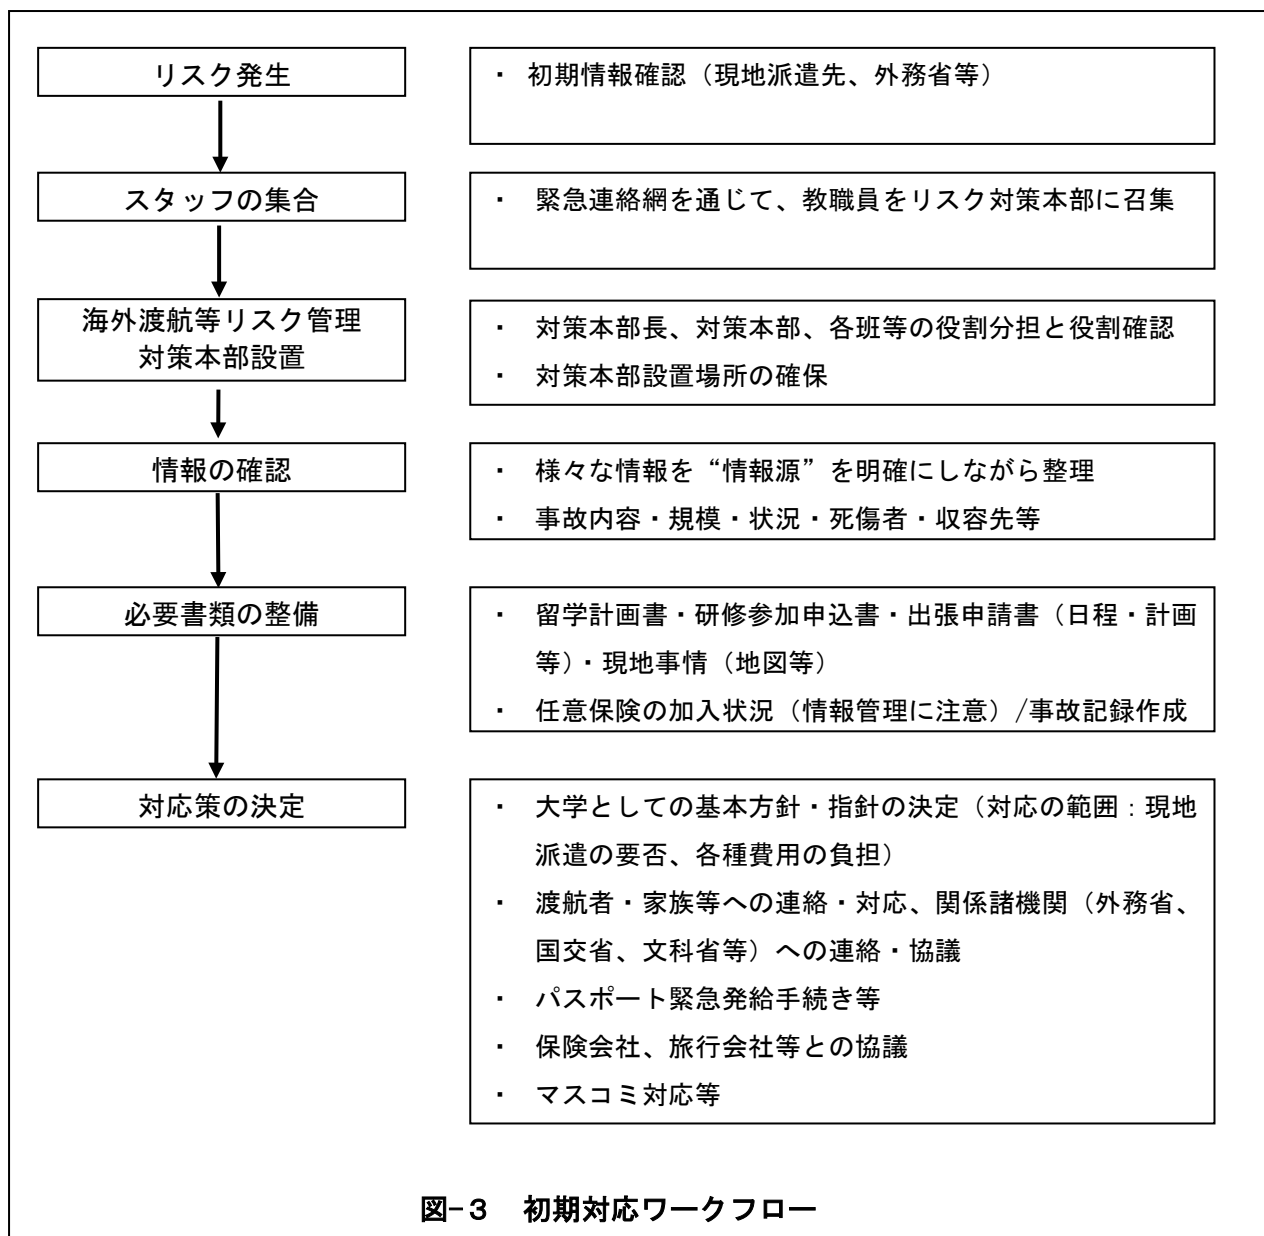 リスク発生
・ 初期情報確認（現地派遣先、外務省等）
スタッフの集合
・ 緊急連絡網を通じて、教職員をリスク対策本部に召集
海外渡航等リスク管理
対策本部設置
・ 対策本部長、対策本部、各班等の役割分担と役割確認
・ 対策本部設置場所の確保
情報の確認
・ 様々な情報を“情報源”を明確にしながら整理
・ 事故内容・規模・状況・死傷者・収容先等
必要書類の整備
・ 留学計画書・研修参加申込書・出張申請書（日程・計画
等）・現地事情（地図等）
・ 任意保険の加入状況（情報管理に注意）/事故記録作成
対応策の決定
・ 大学としての基本方針・指針の決定（対応の範囲：現地
派遣の要否、各種費用の負担）
・ 渡航者・家族等への連絡・対応、関係諸機関（外務省、
国交省、文科省等）への連絡・協議
・ パスポート緊急発給手続き等
・ 保険会社、旅行会社等との協議
・ マスコミ対応等
図-３　初期対応ワークフロー